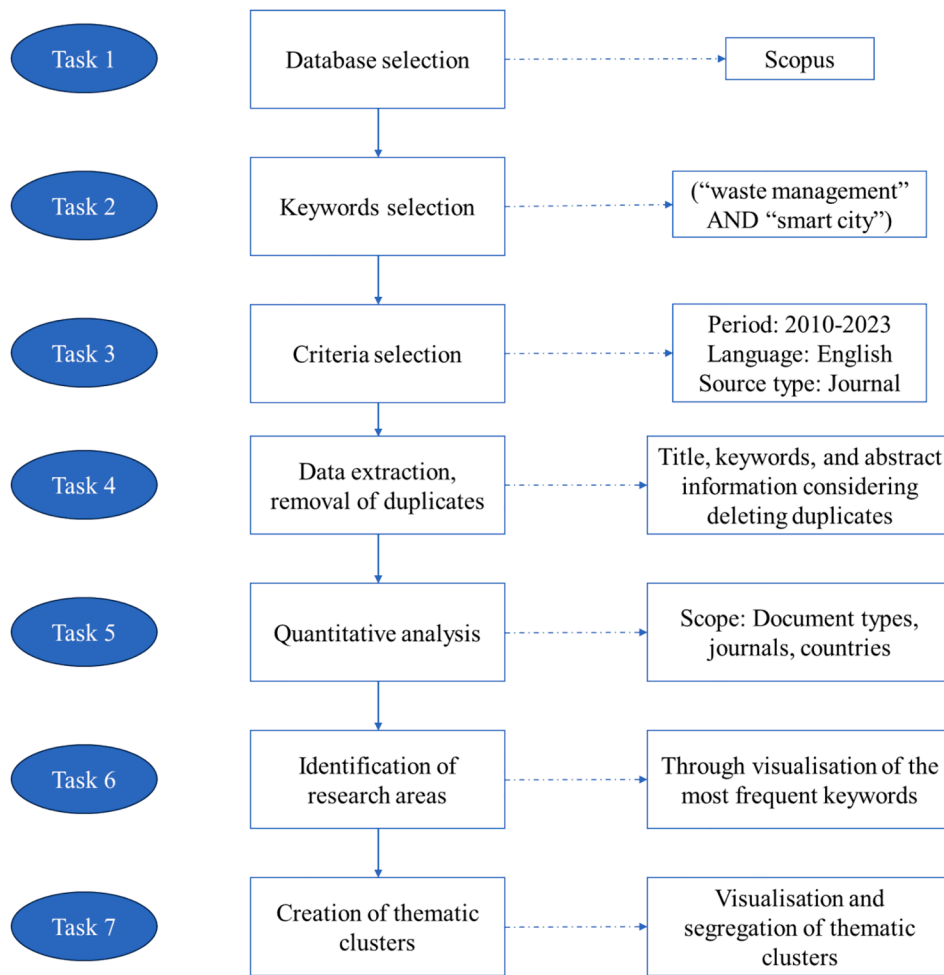 Task 1
Database selection
Scopus
Task 2
Keywords selection
(“waste management”
AND “smart city”)
Task 3
Criteria selection
Period: 2010-2023
Language: English
Source type: Journal
Task 4
Data extraction,
removal of duplicates
Title, keywords, and abstract
information considering
deleting duplicates
Task 5
Quantitative analysis
Scope: Document types,
journals, countries
Task 6
Identification of
research areas
Through visualisation of the
most frequent keywords
Task 7
Creation of thematic
clusters
Visualisation and
segregation of thematic
clusters